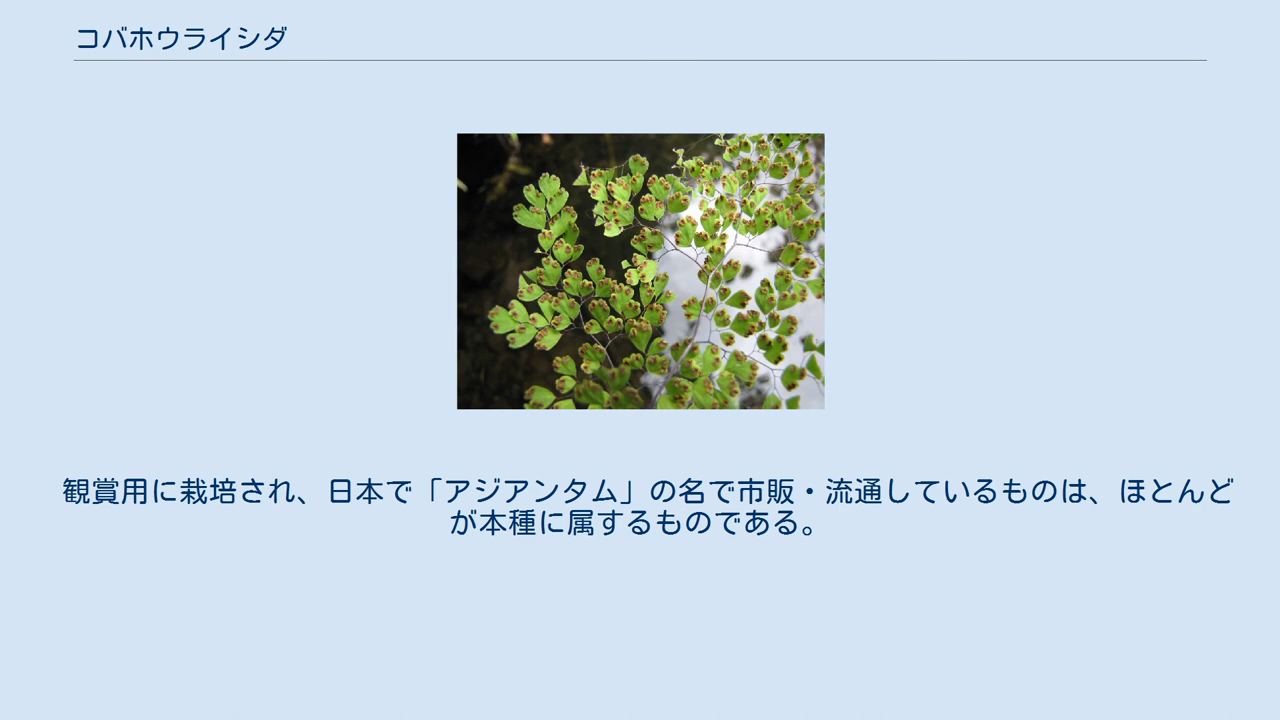 コバホウライシダ
観賞用に栽培され、日本で「アジアンタム」の名で市販・流通しているものは、ほとんど
が本種に属するものである。